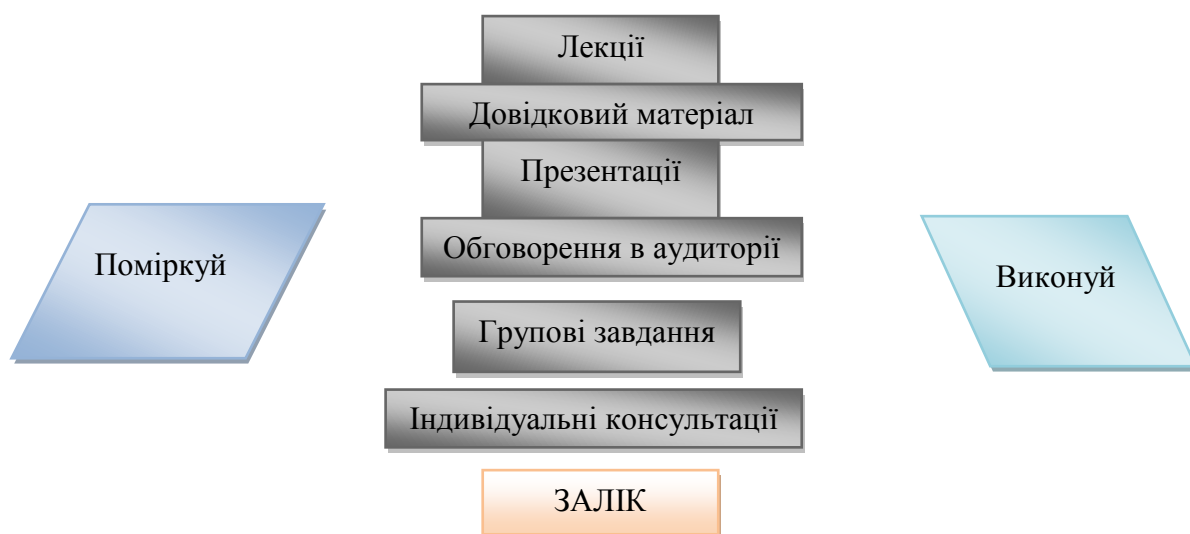 Лекції
Довідковий матеріал
Презентації
Обговорення в аудиторії
Поміркуй
Виконуй
Групові завдання
Індивідуальні консультації
ЗАЛІК